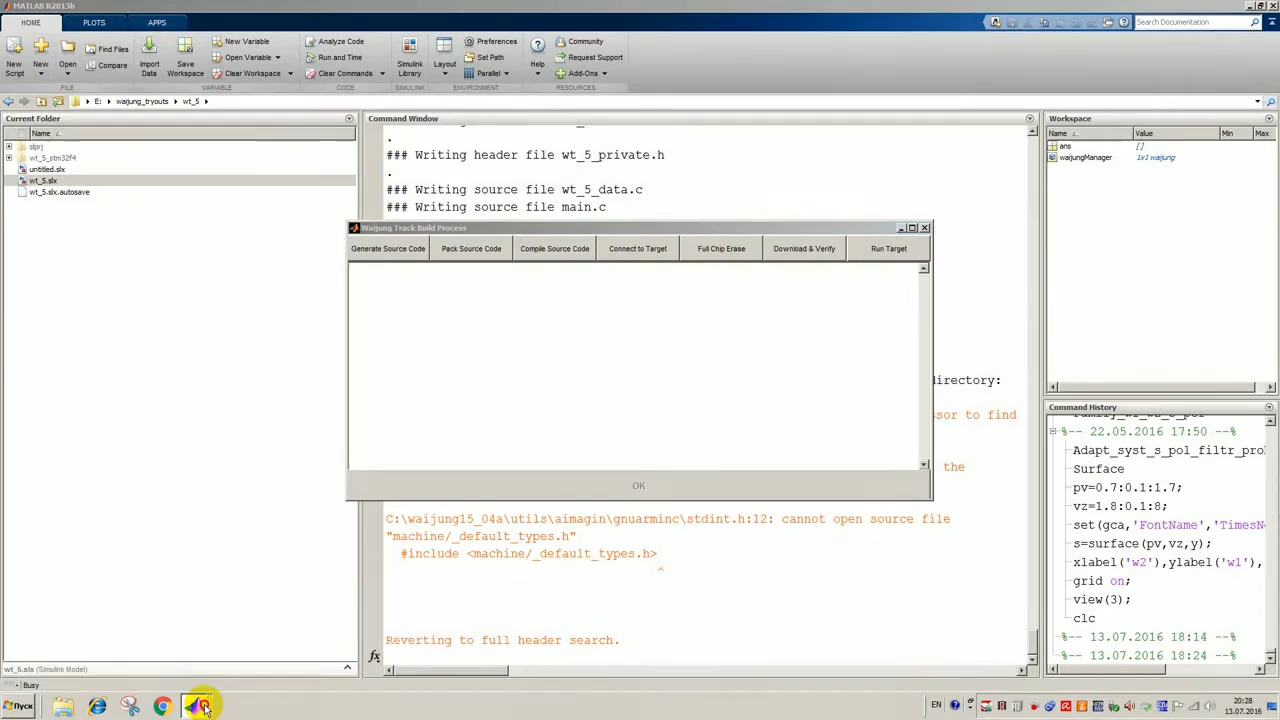 MATLAB R2013b
HOME
PLOTS
APPS
Search Documentation
New Script
New
Open
Find Files
Compare
Import Data
Save Workspace
New Variable
Open Variable
Clear Workspace
Analyze Code
Run and Time
Clear Commands
Simulink Library
Layout
Preferences
Set Path
Parallel
Help
Community
Request Support
Add-Ons
FILE
VARIABLE
CODE
SIMULINK
ENVIRONMENT
RESOURCES
E:
waijung_tryouts
wt_5
Current Folder
Name
slprj
wt_5_stm32f4
untitled.slx
wt_5.slx
wt_5.slx.autosave
wt_5.slx (Simulink Model)
Command Window
.
### Writing header file wt_5_private.h
.
### Writing source file wt_5_data.c
### Writing source file main.c
Waijung Track Build Process
Generate Source Code
Pack Source Code
Compile Source Code
Connect to Target
Full Chip Erase
Download & Verify
Run Target
OK
directory:
ssor to find
the
C:\waijung15_04a\utils\aimagin\gnuarminc\stdint.h:12: cannot open source file
"machine/_default_types.h"
#include <machine/_default_types.h>
^
Reverting to full header search.
fx
Workspace
Name
Value
Min
Max
ans
[]
waijungManager
1x1 waijung
Command History
%-- 22.05.2016 17:50 --%
Adapt_syst_s_pol_filtr_pro
Surface
pv=0.7:0.1:1.7;
vz=1.8:0.1:8;
set(gca,'FontName','TimesN
s=surface(pv,vz,y);
xlabel('w2'),ylabel('w1'),
grid on;
view(3);
clc
%-- 13.07.2016 18:14 --%
%-- 13.07.2016 18:24 --%
Busy
Пуск
EN
20:28
13.07.2016